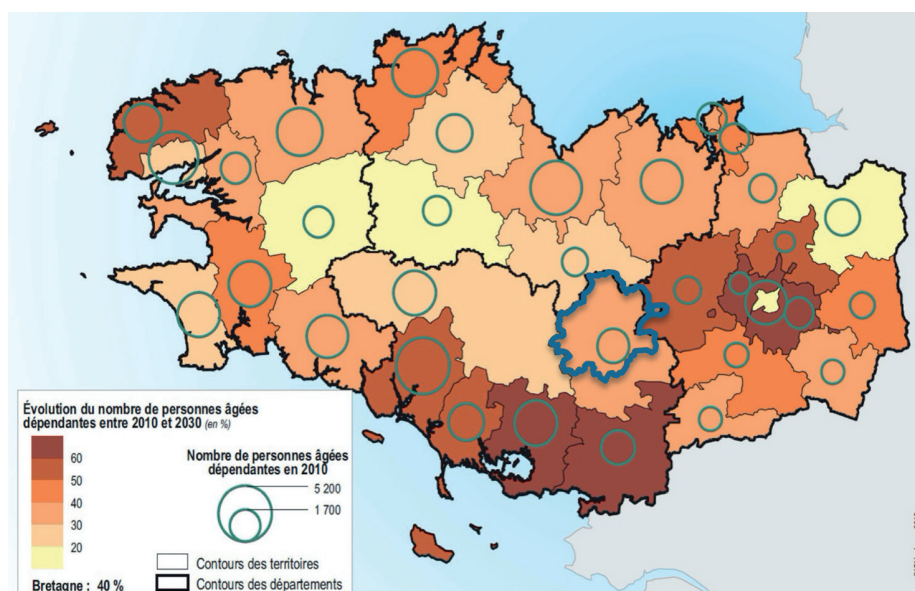 Évolution du nombre de personnes âgées
dépendantes entre 2010 et 2030 (en %)
60
50
40
30
20
Bretagne : 40 %
Nombre de personnes âgées
dépendantes en 2010
5 200
1 700
Contours des territoires
Contours des départements